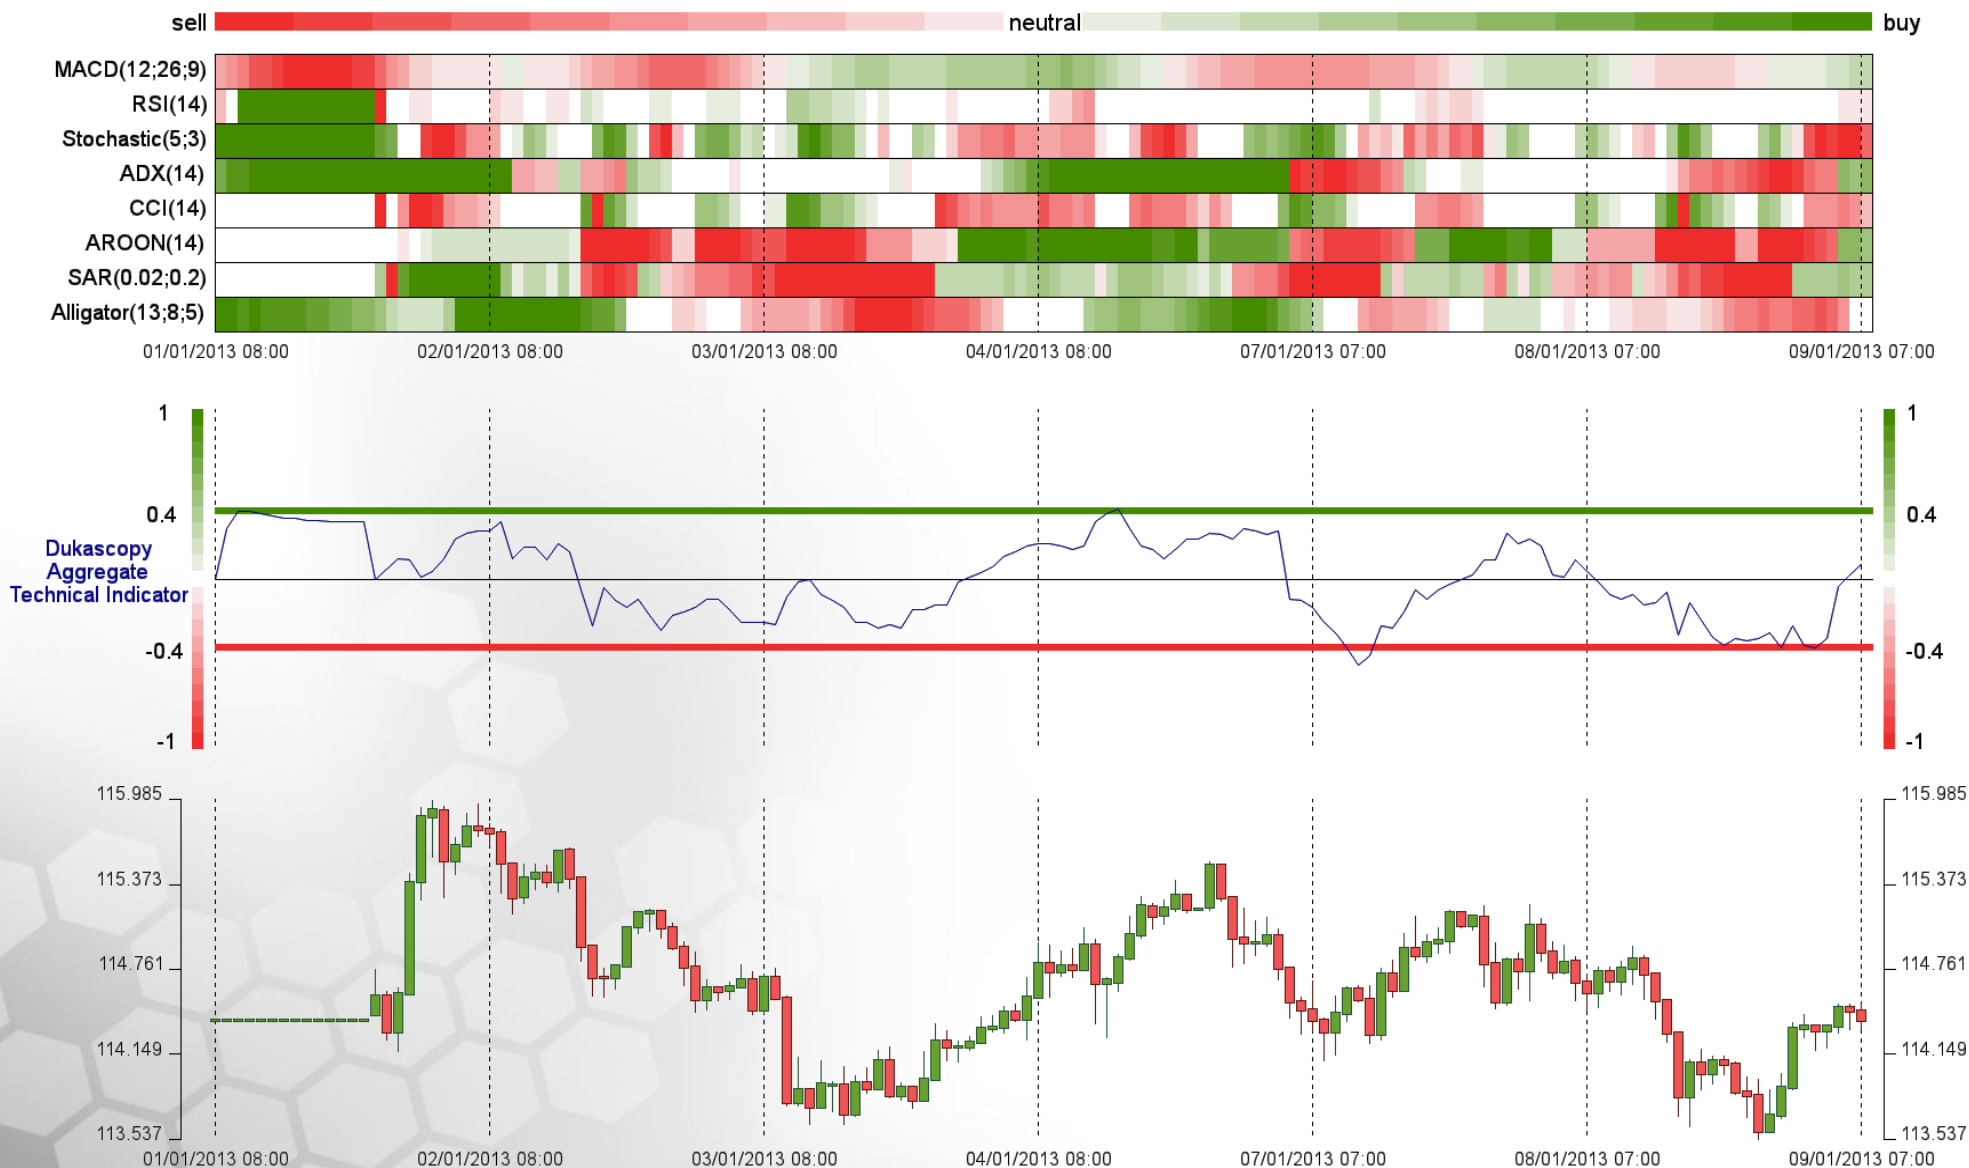 sell neutral buy
MACD(12;26;9)
RSI(14)
Stochastic(5;3)
ADX(14)
CCI(14)
AROON(14)
SAR(0.02;0.2)
Alligator(13;8;5)
01/01/2013 08:00 02/01/2013 08:00 03/01/2013 08:00 04/01/2013 08:00 07/01/2013 07:00 08/01/2013 07:00 09/01/2013 07:00
1 1
0.4 0.4
Dukascopy
Aggregate
Technical Indicator
-0.4 -0.4
-1 -1
115.985 115.985
115.373 115.373
114.761 114.761
114.149 114.149
113.537 113.537
01/01/2013 08:00 02/01/2013 08:00 03/01/2013 08:00 04/01/2013 08:00 07/01/2013 07:00 08/01/2013 07:00 09/01/2013 07:00